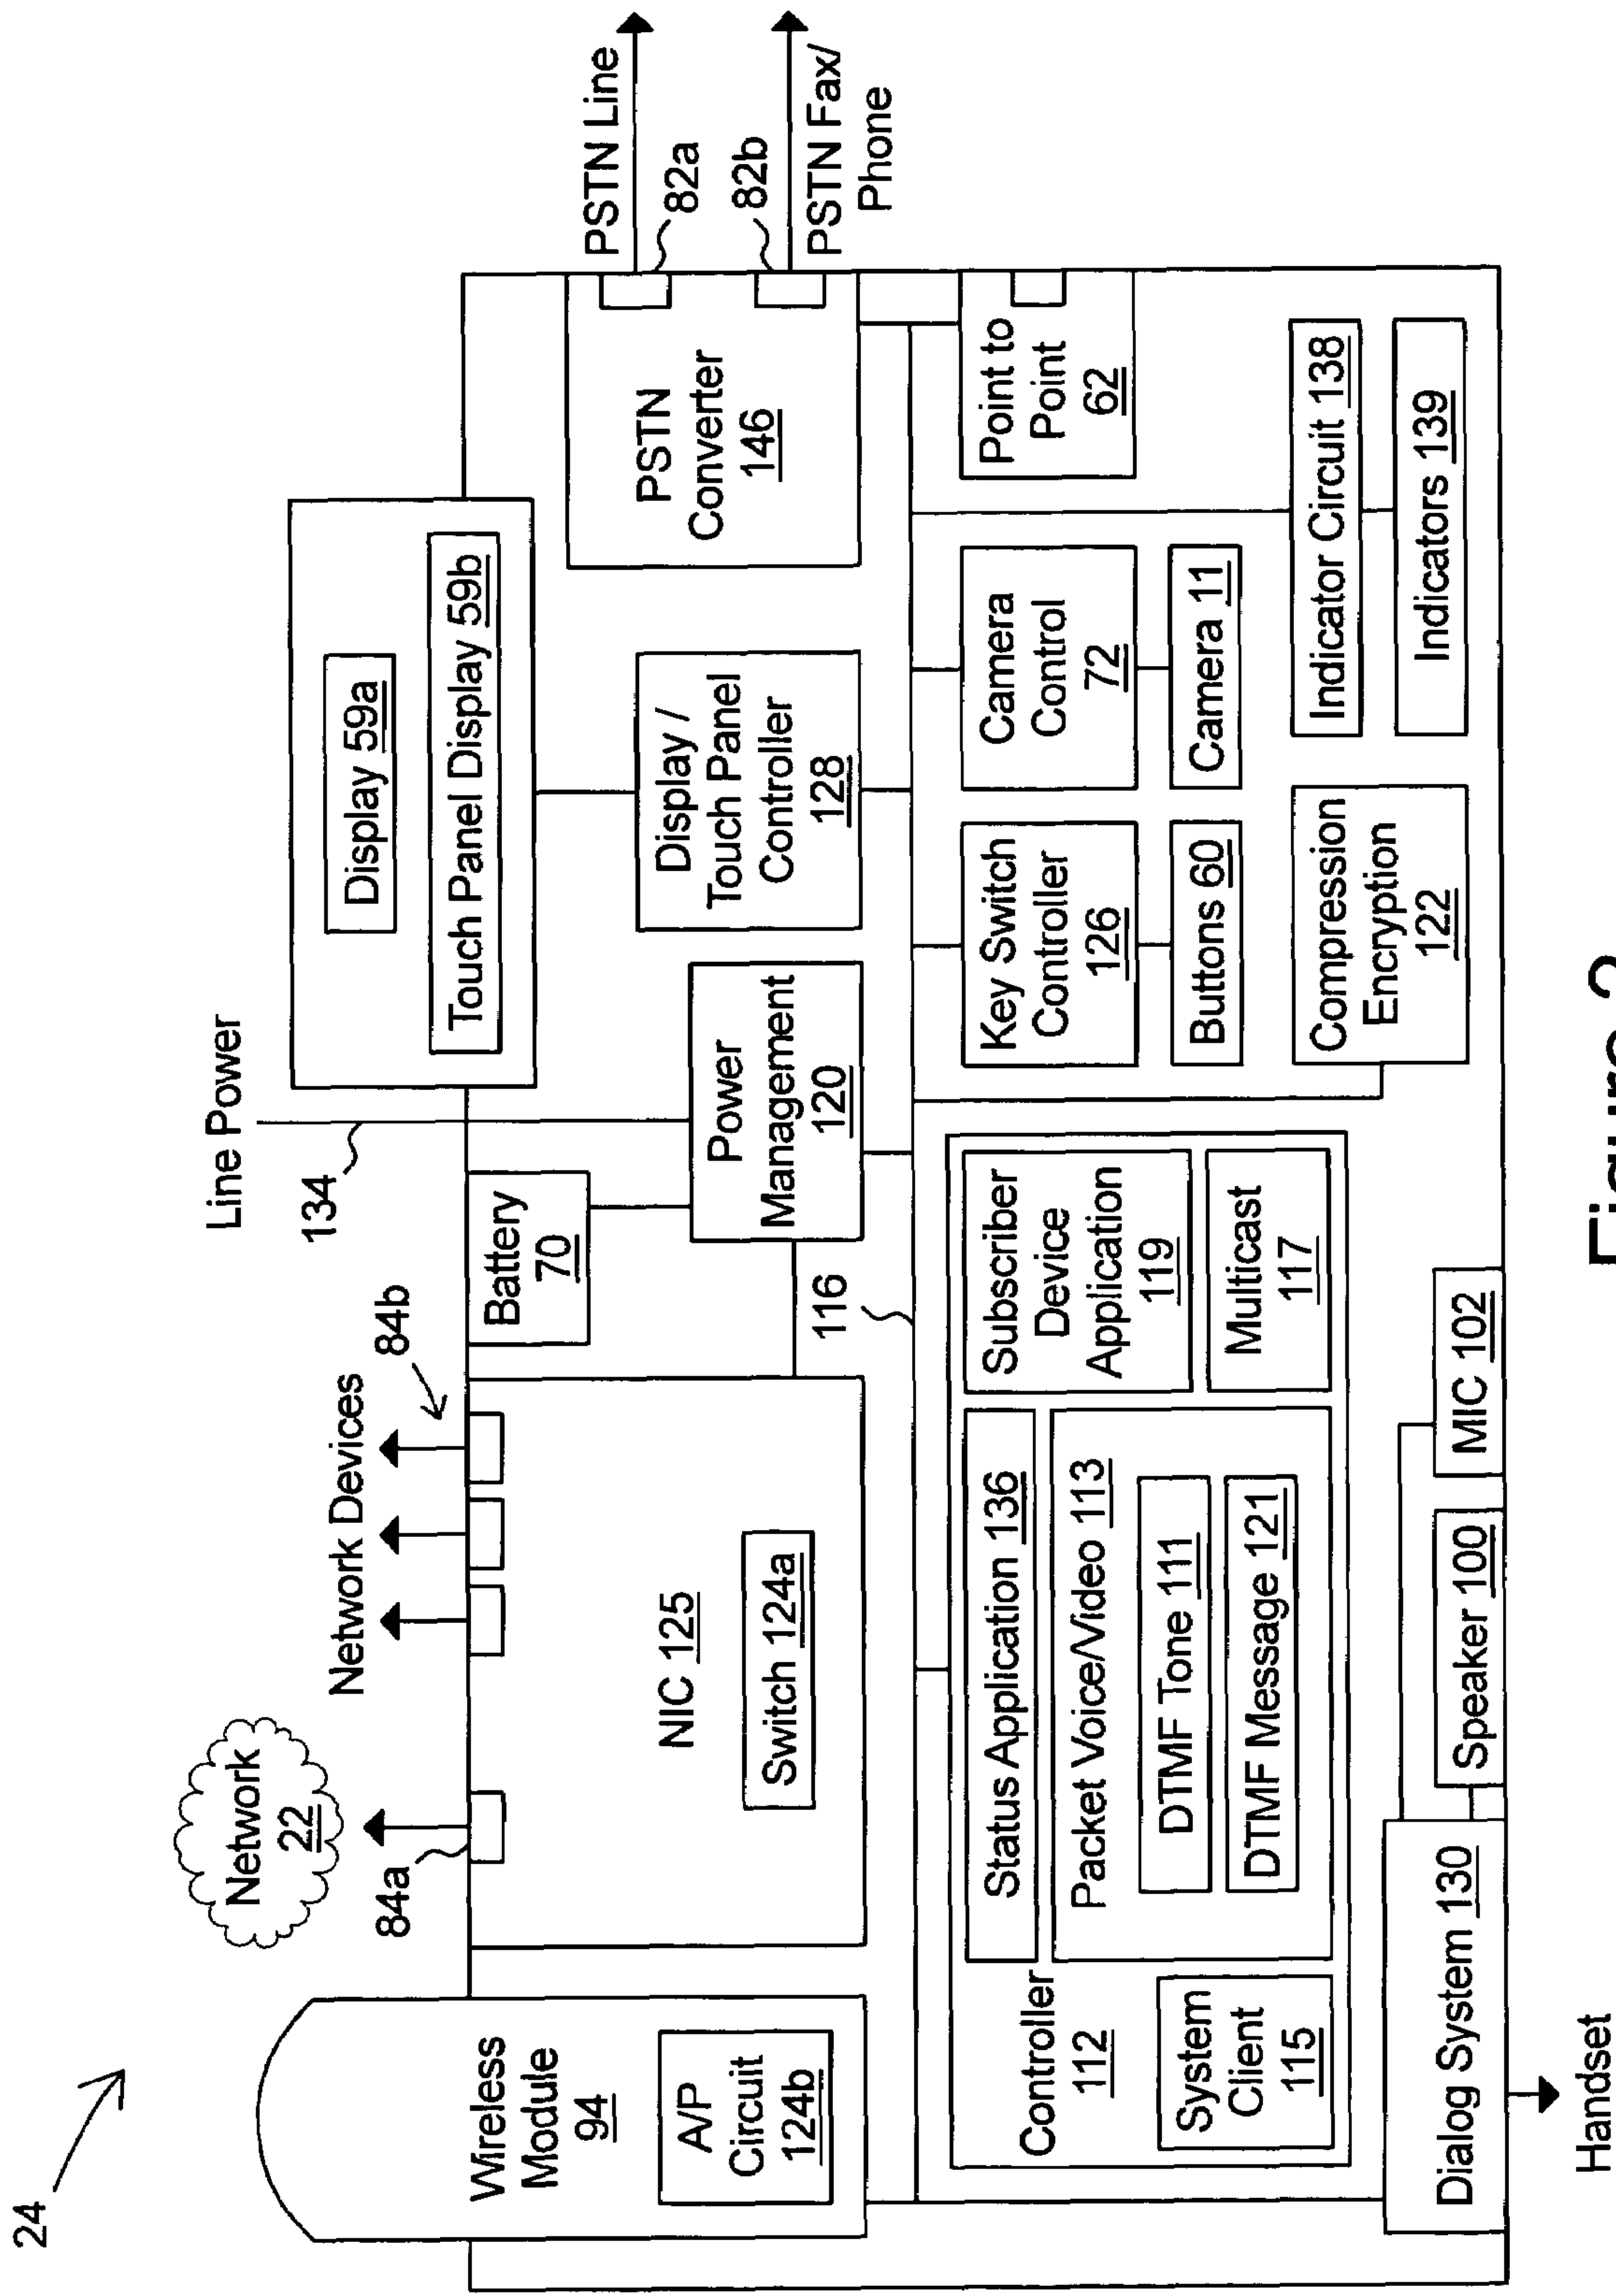 24
Network
22
Network Devices
Line Power
84a
84b
134
Display 59a
Touch Panel Display 59b
Wireless
Module
94
A/P
Circuit
124b
NIC 125
Switch 124a
Battery
70
Power
Management
120
Display /
Touch Panel
Controller
128
PSTN
Converter
146
PSTN Line
82a
82b
PSTN Fax/
Phone
116
Controller
112
System
Client
115
Status Application 136
Packet Voice/Video 113
DTMF Tone 111
DTMF Message 121
Subscriber
Device
Application
119
Multicast
117
Key Switch
Controller
126
Buttons 60
Camera
Control
72
Camera 11
Point to
Point
62
Compression
Encryption
122
Indicator Circuit 138
Indicators 139
Dialog System 130
Speaker 100
MIC 102
Handset
Figure